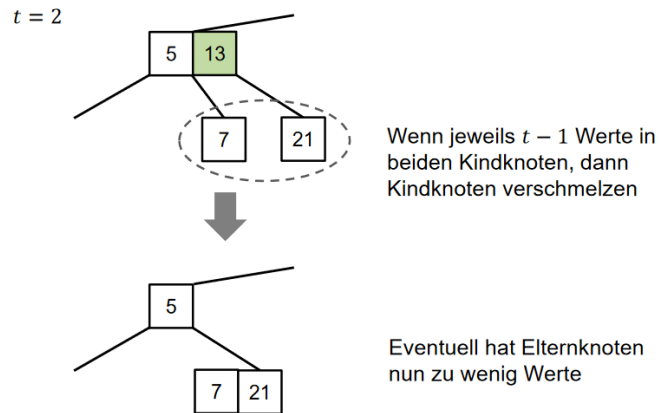 t = 2
5 13
7 21
Wenn jeweils t − 1 Werte in
beiden Kindknoten, dann
Kindknoten verschmelzen
5
Eventuell hat Elternknoten
nun zu wenig Werte
7 21